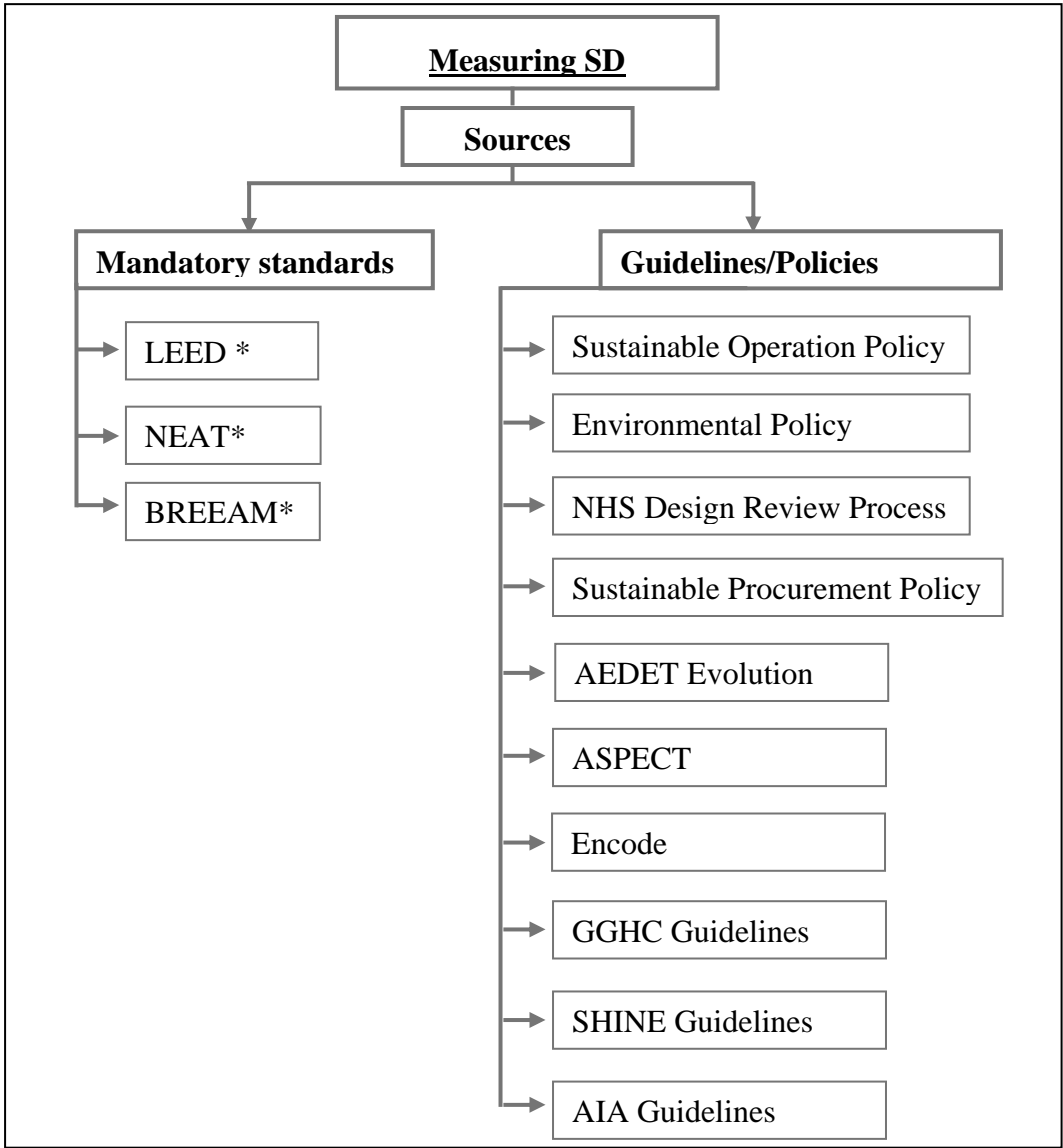 Measuring SD
Sources
Mandatory standards
LEED *
NEAT*
BREEAM*
Guidelines/Policies
Sustainable Operation Policy
Environmental Policy
NHS Design Review Process
Sustainable Procurement Policy
AEDET Evolution
ASPECT
Encode
GGHC Guidelines
SHINE Guidelines
AIA Guidelines